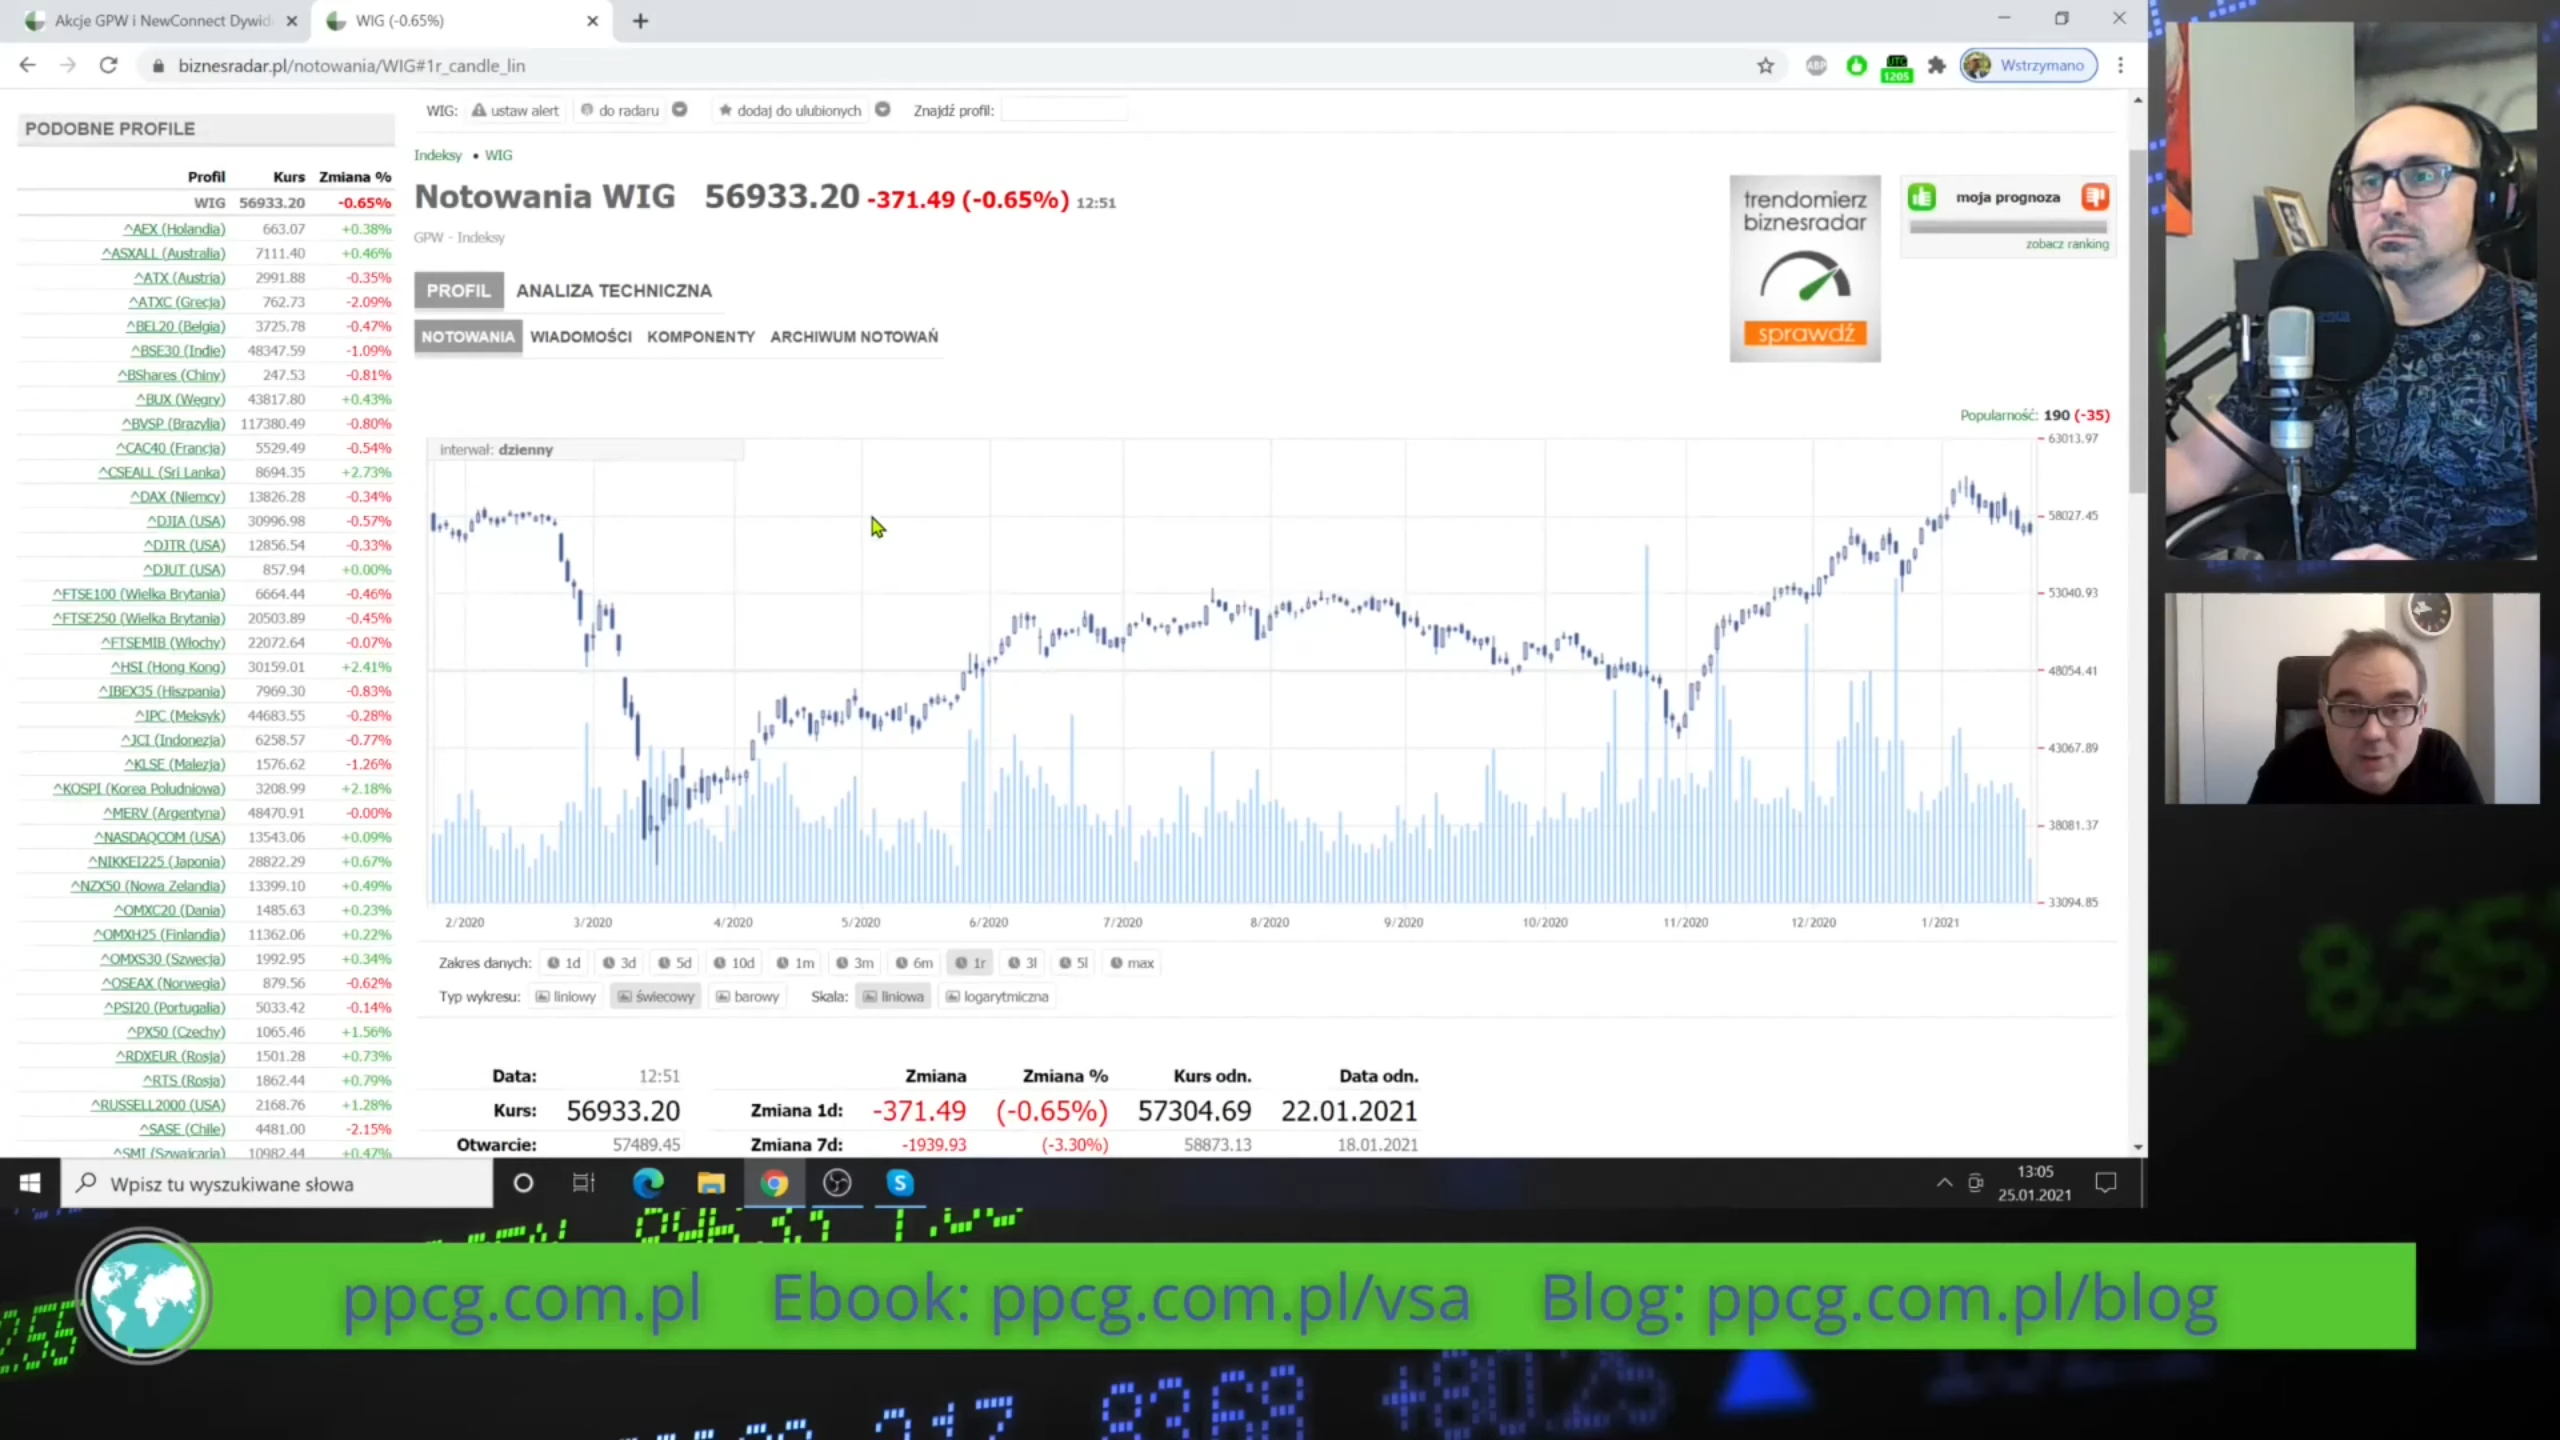 Akcje GPW i NewConnect Dywid
WIG (-0.65%)
biznesradar.pl/notowania/WIG#1r_candle_lin
ABP
UTC
1205
Wstrzymano
WIG: ustaw alert do radaru dodaj do ulubionych Znajdź profil:
Indeksy • WIG
Notowania WIG 56933.20 -371.49 (-0.65%) 12:51
GPW - Indeksy
PROFIL ANALIZA TECHNICZNA
NOTOWANIA WIADOMOŚCI KOMPONENTY ARCHIWUM NOTOWAŃ
trendomierz
biznesradar
sprawdź
moja prognoza
zobacz ranking
PODOBNE PROFILE
Profil Kurs Zmiana %
WIG 56933.20 -0.65%
^AEX (Holandia) 663.07 +0.38%
^ASXALL (Australia) 7111.40 +0.46%
^ATX (Austria) 2991.88 -0.35%
^ATXC (Grecja) 762.73 -2.09%
^BEL20 (Belgia) 3725.78 -0.47%
^BSE30 (Indie) 48347.59 -1.09%
^BShares (Chiny) 247.53 -0.81%
^BUX (Węgry) 43817.80 +0.43%
^BVSP (Brazylia) 117380.49 -0.80%
^CAC40 (Francja) 5529.49 -0.54%
^CSEALL (Sri Lanka) 8694.35 +2.73%
^DAX (Niemcy) 13826.28 -0.34%
^DJIA (USA) 30996.98 -0.57%
^DJTR (USA) 12856.54 -0.33%
^DJUT (USA) 857.94 +0.00%
^FTSE100 (Wielka Brytania) 6664.44 -0.46%
^FTSE250 (Wielka Brytania) 20503.89 -0.45%
^FTSEMIB (Włochy) 22072.64 -0.07%
^HSI (Hong Kong) 30159.01 +2.41%
^IBEX35 (Hiszpania) 7969.30 -0.83%
^IPC (Meksyk) 44683.55 -0.28%
^JCI (Indonezja) 6258.57 -0.77%
^KLSE (Malezja) 1576.62 -1.26%
^KOSPI (Korea Południowa) 3208.99 +2.18%
^MERV (Argentyna) 48470.91 -0.00%
^NASDAQCOM (USA) 13543.06 +0.09%
^NIKKEI225 (Japonia) 28822.29 +0.67%
^NZX50 (Nowa Zelandia) 13399.10 +0.49%
^OMXC20 (Dania) 1485.63 +0.23%
^OMXH25 (Finlandia) 11362.06 +0.22%
^OMXS30 (Szwecja) 1992.95 +0.34%
^OSEAX (Norwegia) 879.56 -0.62%
^PSI20 (Portugalia) 5033.42 -0.14%
^PX50 (Czechy) 1065.46 +1.56%
^RDXEUR (Rosja) 1501.28 +0.73%
^RTS (Rosja) 1862.44 +0.79%
^RUSSELL2000 (USA) 2168.76 +1.28%
^SASE (Chile) 4481.00 -2.15%
^SMI (Szwajcaria) 10982.44 +0.47%
Popularność: 190 (-35)
interwał: dzienny
63013.97
58027.45
53040.93
48054.41
43067.89
38081.37
33094.85
2/2020 3/2020 4/2020 5/2020 6/2020 7/2020 8/2020 9/2020 10/2020 11/2020 12/2020 1/2021
Zakres danych: 1d 3d 5d 10d 1m 3m 6m 1r 3l 5l max
Typ wykresu: liniowy świecowy barowy Skala: liniowa logarytmiczna
Data: 12:51 Zmiana Zmiana % Kurs odn. Data odn.
Kurs: 56933.20 Zmiana 1d: -371.49 (-0.65%) 57304.69 22.01.2021
Otwarcie: 57489.45 Zmiana 7d: -1939.93 (-3.30%) 58873.13 18.01.2021
Wpisz tu wyszukiwane słowa
13:05
25.01.2021
ppcg.com.pl Ebook: ppcg.com.pl/vsa Blog: ppcg.com.pl/blog
8.35
8368